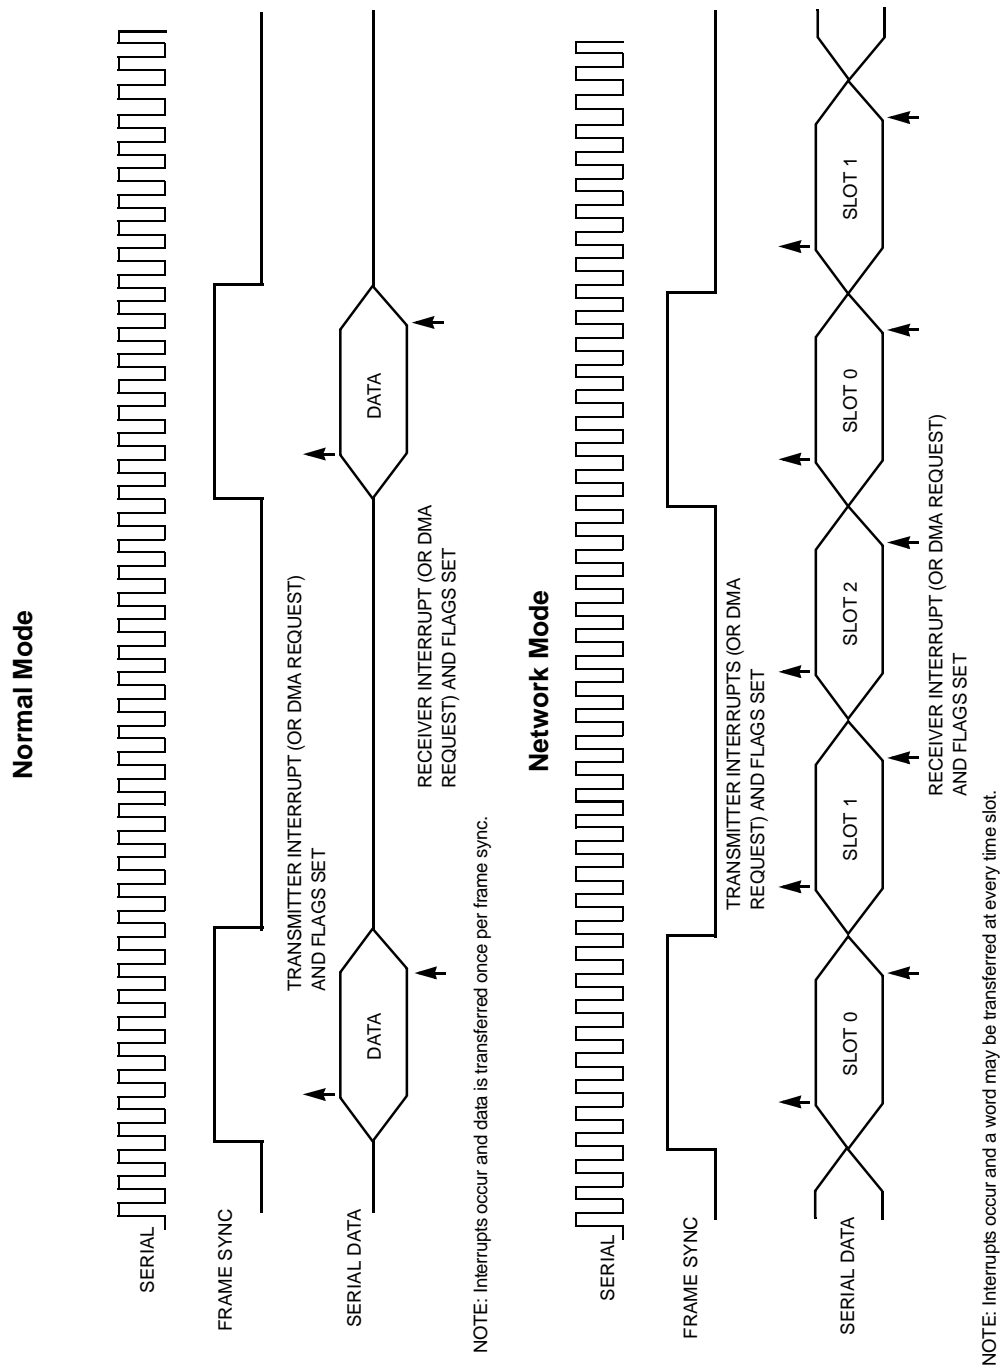 Normal Mode
SERIAL
FRAME SYNC
TRANSMITTER INTERRUPT (OR DMA REQUEST)
AND FLAGS SET
SERIAL DATA
DATA
DATA
RECEIVER INTERRUPT (OR DMA
REQUEST) AND FLAGS SET
NOTE: Interrupts occur and data is transferred once per frame sync.
Network Mode
SERIAL
FRAME SYNC
TRANSMITTER INTERRUPTS (OR DMA
REQUEST) AND FLAGS SET
SERIAL DATA
SLOT 0
SLOT 1
SLOT 2
SLOT 0
SLOT 1
RECEIVER INTERRUPT (OR DMA REQUEST)
AND FLAGS SET
NOTE: Interrupts occur and a word may be transferred at every time slot.